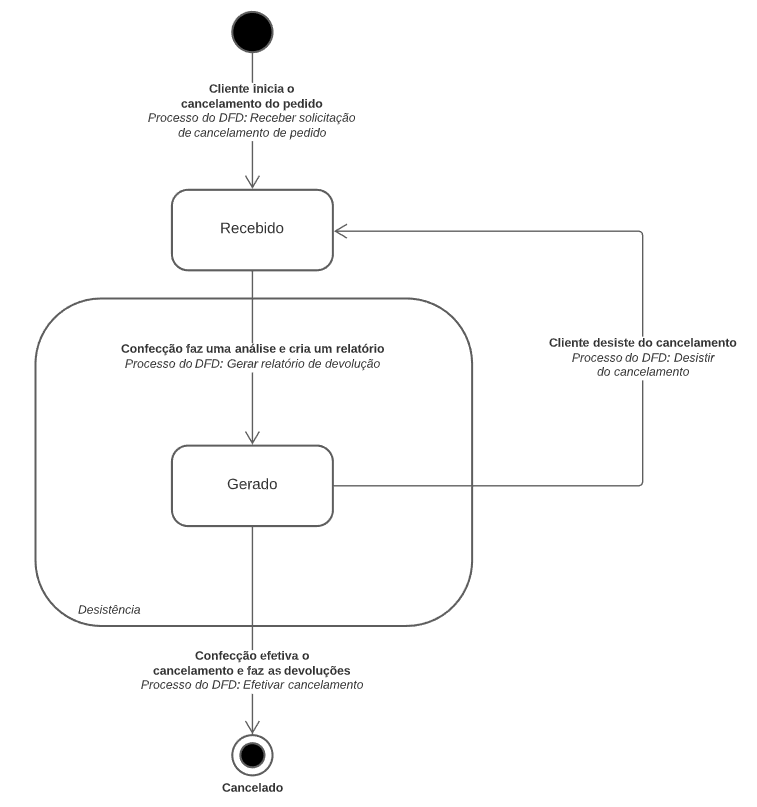 Cliente inicia o
cancelamento do pedido
Processo do DFD: Receber solicitação
de cancelamento de pedido
Recebido
Confecção faz uma análise e cria um relatório
Processo do DFD: Gerar relatório de devolução
Cliente desiste do cancelamento
Processo do DFD: Desistir
do cancelamento
Gerado
Desistência
Confecção efetiva o
cancelamento e faz as devoluções
Processo do DFD: Efetivar cancelamento
Cancelado